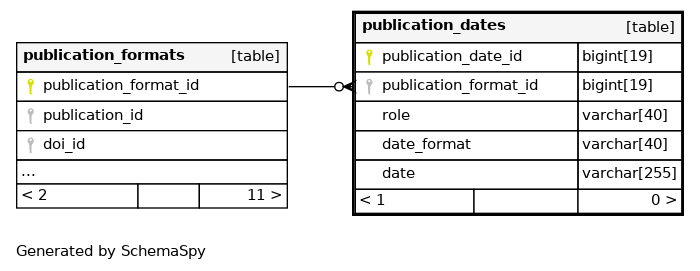 publication_formats [table]
publication_format_id
publication_id
doi_id
...
< 2 11 >
publication_dates [table]
publication_date_id bigint[19]
publication_format_id bigint[19]
role varchar[40]
date_format varchar[40]
date varchar[255]
< 1 0 >
Generated by SchemaSpy